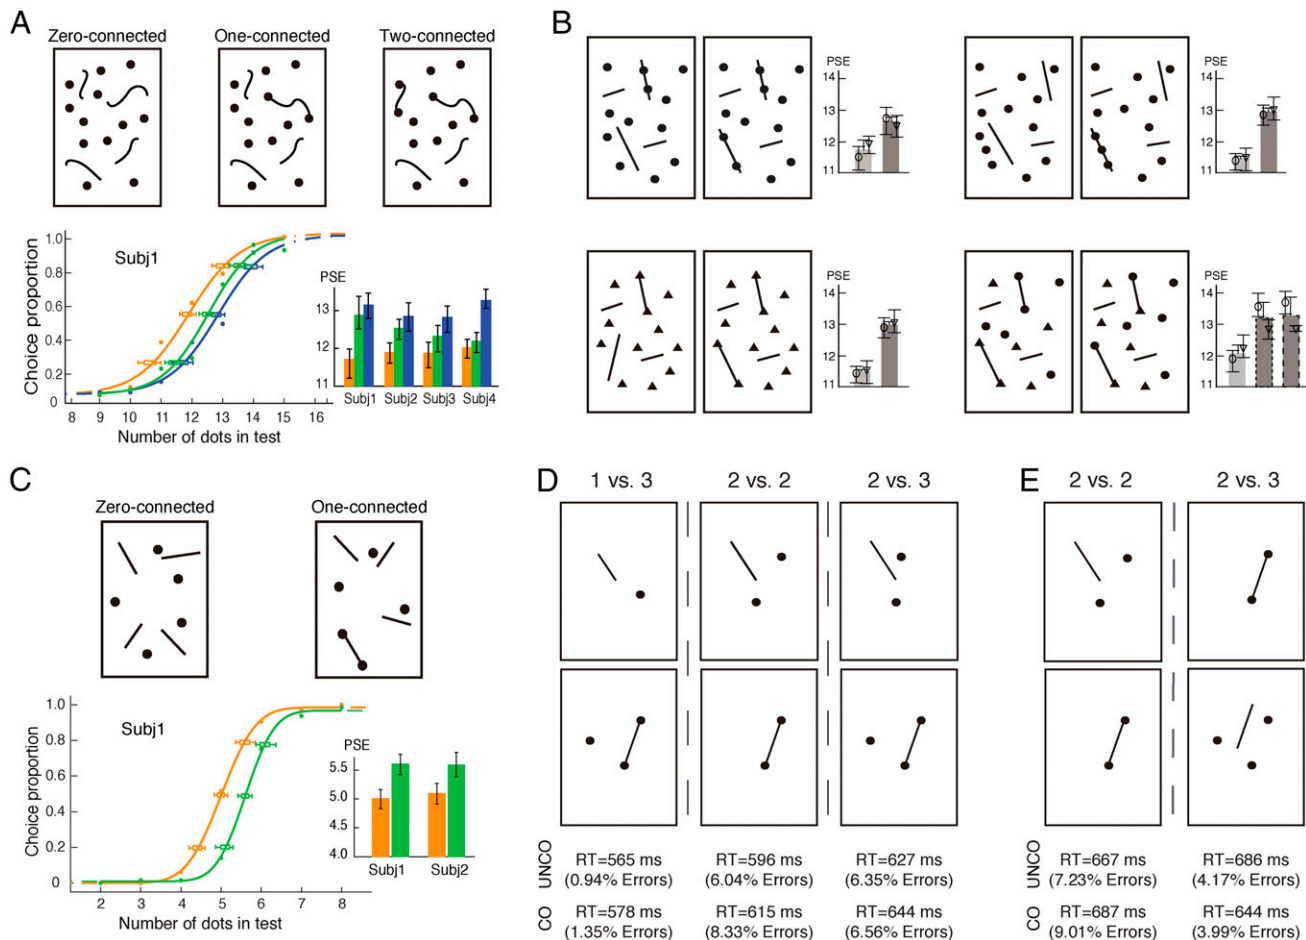 A
Zero-connected One-connected Two-connected
Choice proportion
1.0
0.8
0.6
0.4
0.2
0
Subj1
8 9 10 11 12 13 14 15 16
Number of dots in test
PSE
13
12
11
Subj1 Subj2 Subj3 Subj4
B
PSE
14
13
12
11
PSE
14
13
12
11
PSE
14
13
12
11
PSE
14
13
12
11
C
Zero-connected One-connected
Choice proportion
1.0
0.8
0.6
0.4
0.2
0
Subj1
2 3 4 5 6 7 8
Number of dots in test
PSE
5.5
5.0
4.5
4.0
Subj1 Subj2
D
1 vs. 3 2 vs. 2 2 vs. 3
UNCO
RT=565 ms RT=596 ms RT=627 ms
(0.94% Errors) (6.04% Errors) (6.35% Errors)
CO
RT=578 ms RT=615 ms RT=644 ms
(1.35% Errors) (8.33% Errors) (6.56% Errors)
E
2 vs. 2 2 vs. 3
UNCO
RT=667 ms RT=686 ms
(7.23% Errors) (4.17% Errors)
CO
RT=687 ms RT=644 ms
(9.01% Errors) (3.99% Errors)